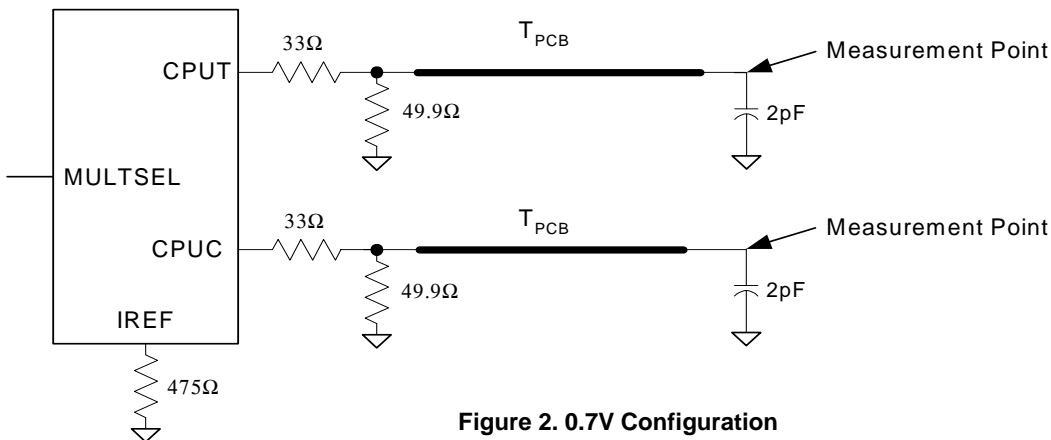 T_PCB
33Ω
CPUT
Measurement Point
49.9Ω
2pF
MULTSEL
T_PCB
33Ω
CPUC
Measurement Point
49.9Ω
2pF
IREF
475Ω
Figure 2. 0.7V Configuration